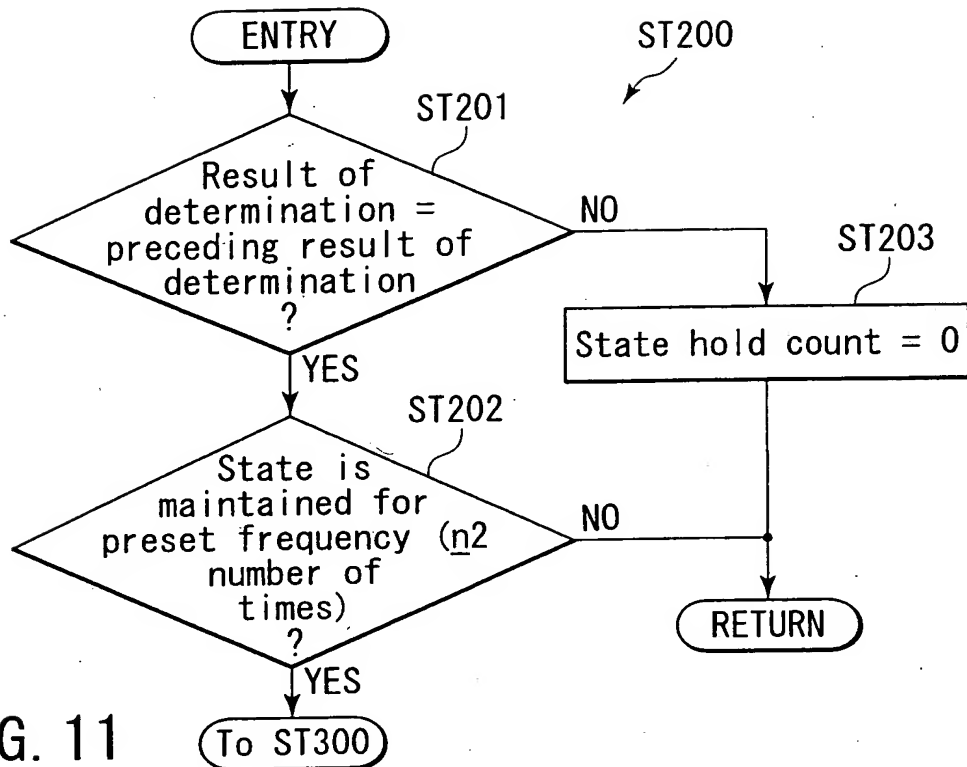 ENTRY
ST200
ST201
Result of
determination =
preceding result of
determination
?
NO
ST203
State hold count = 0
YES
ST202
State is
maintained for
preset frequency (n2
number of
times)
?
NO
RETURN
YES
To ST300
G. 11